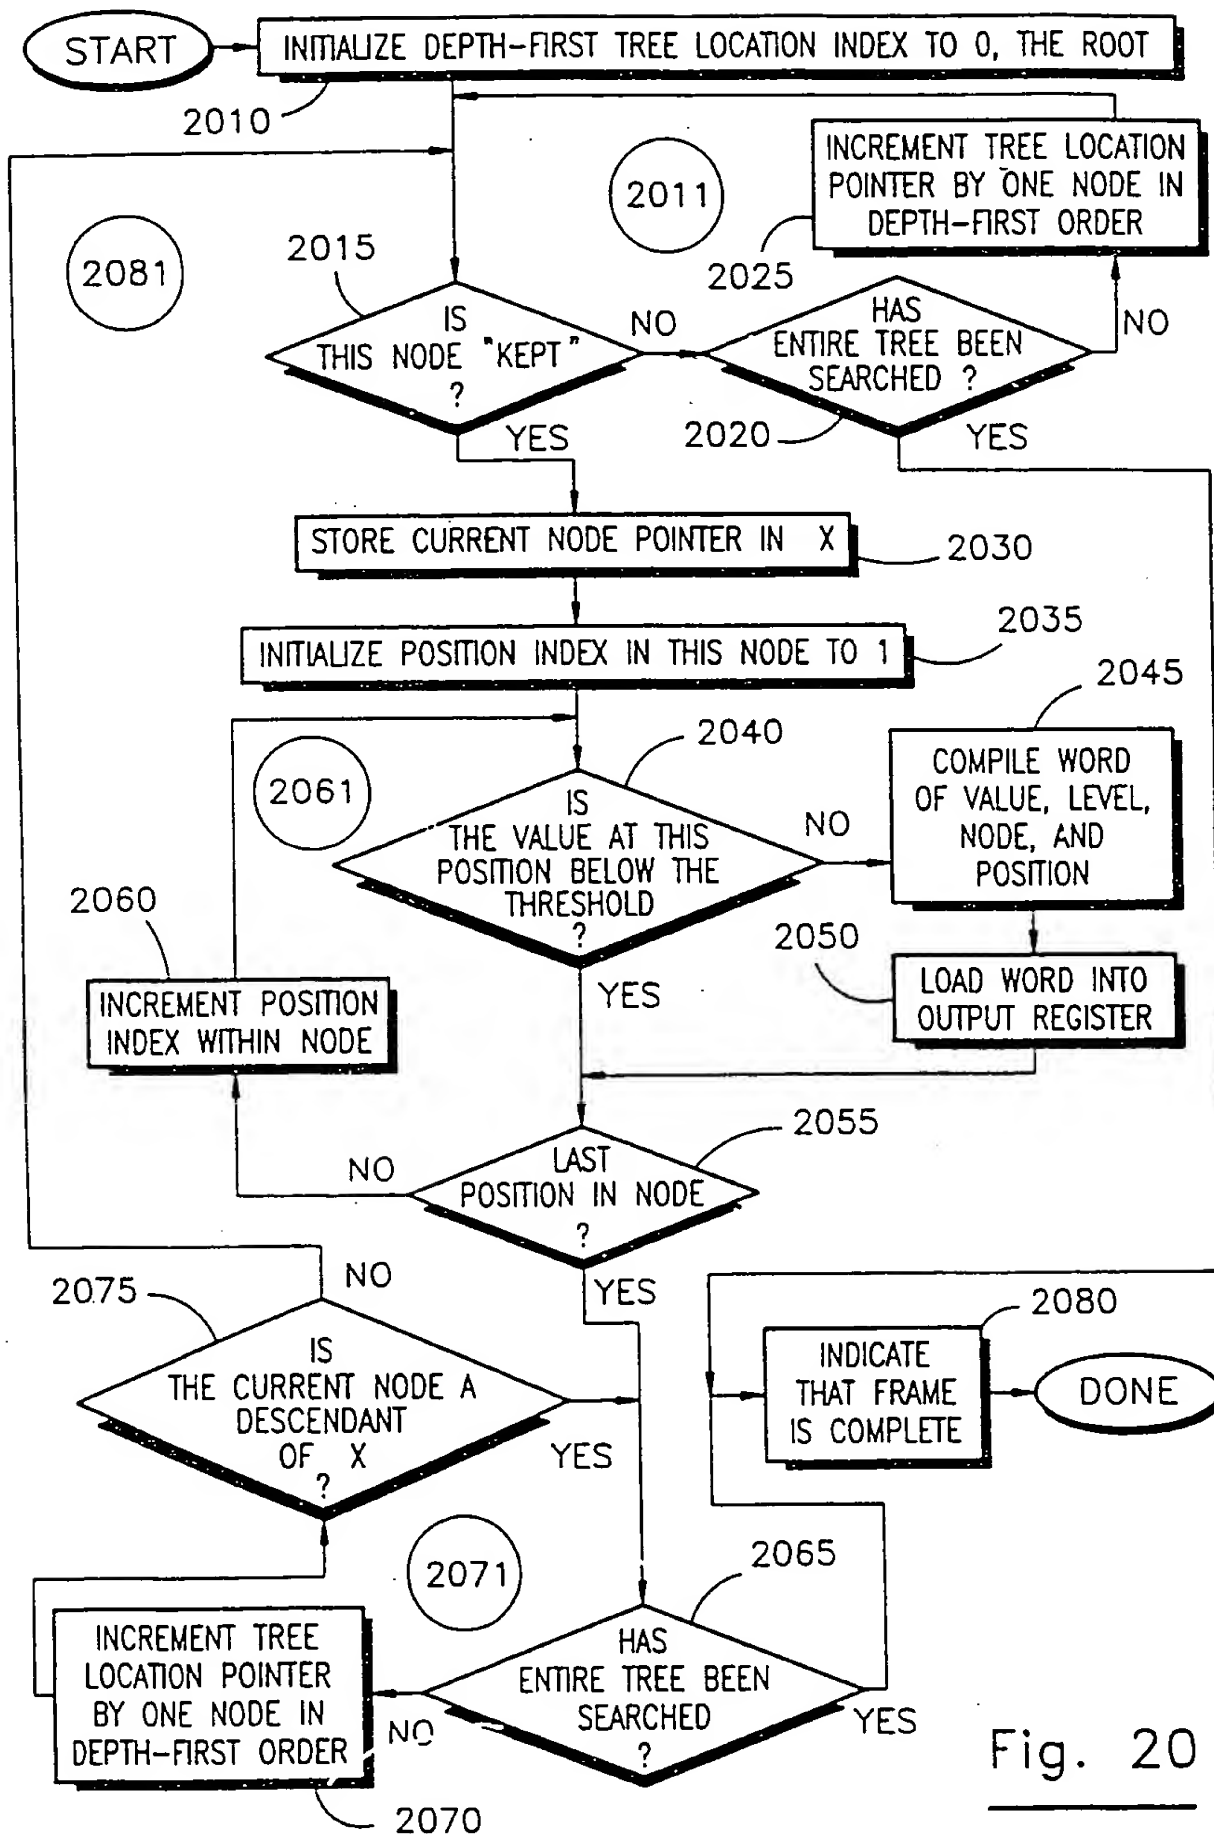 START
INITIALIZE DEPTH-FIRST TREE LOCATION INDEX TO 0, THE ROOT
2010
INCREMENT TREE LOCATION
POINTER BY ONE NODE IN
DEPTH-FIRST ORDER
2011
2025
2081
2015
IS
THIS NODE "KEPT"
?
NO
HAS
ENTIRE TREE BEEN
SEARCHED ?
NO
2020
YES
YES
STORE CURRENT NODE POINTER IN X
2030
INITIALIZE POSITION INDEX IN THIS NODE TO 1
2035
2045
2040
2061
IS
THE VALUE AT THIS
POSITION BELOW THE
THRESHOLD
?
NO
COMPILE WORD
OF VALUE, LEVEL,
NODE, AND
POSITION
2060
2050
YES
INCREMENT POSITION
INDEX WITHIN NODE
LOAD WORD INTO
OUTPUT REGISTER
2055
NO
LAST
POSITION IN NODE
?
YES
2075
NO
2080
IS
THE CURRENT NODE A
DESCENDANT
OF X
?
YES
INDICATE
THAT FRAME
IS COMPLETE
DONE
2071
2065
INCREMENT TREE
LOCATION POINTER
BY ONE NODE IN
DEPTH-FIRST ORDER
NO
HAS
ENTIRE TREE BEEN
SEARCHED
?
YES
2070
Fig. 20